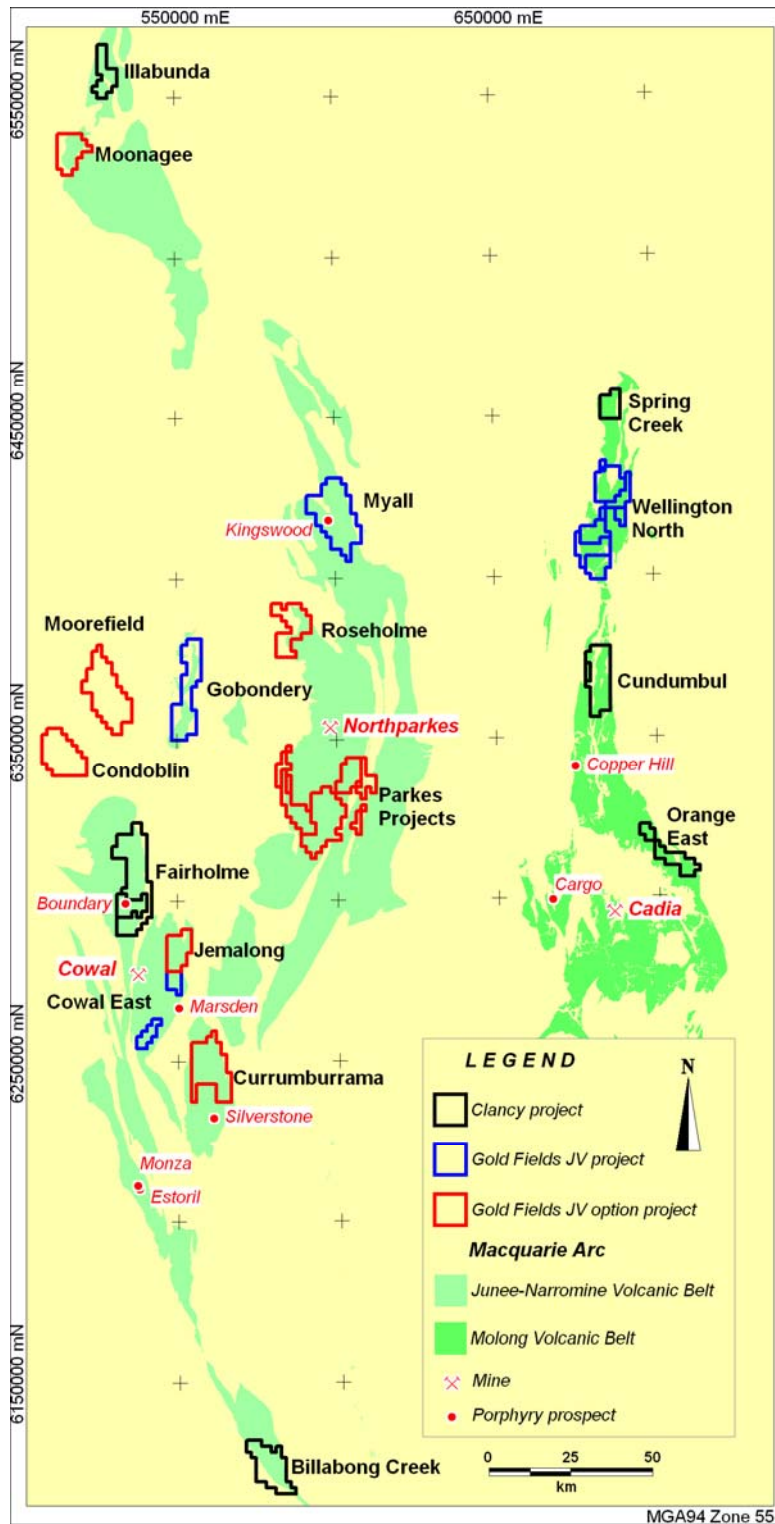 550000 mE
650000 mE
6550000 mN
Illabunda
Moonagee
6450000 mN
Spring
Creek
Myall
Kingswood
Wellington
North
Moorefield
Roseholme
Gobondery
Cundumbul
6350000 mN
Northparkes
Condoblin
Copper Hill
Parkes
Projects
Orange
East
Fairholme
Boundary
Cargo
Cadia
Jemalong
Cowal
Cowal East
Marsden
6250000 mN
Currumburrama
Silverstone
Monza
Estoril
LEGEND
N
Clancy project
Gold Fields JV project
Gold Fields JV option project
Macquarie Arc
Junee-Narromine Volcanic Belt
Molong Volcanic Belt
Mine
Porphyry prospect
0 25 50
km
6150000 mN
Billabong Creek
MGA94 Zone 55